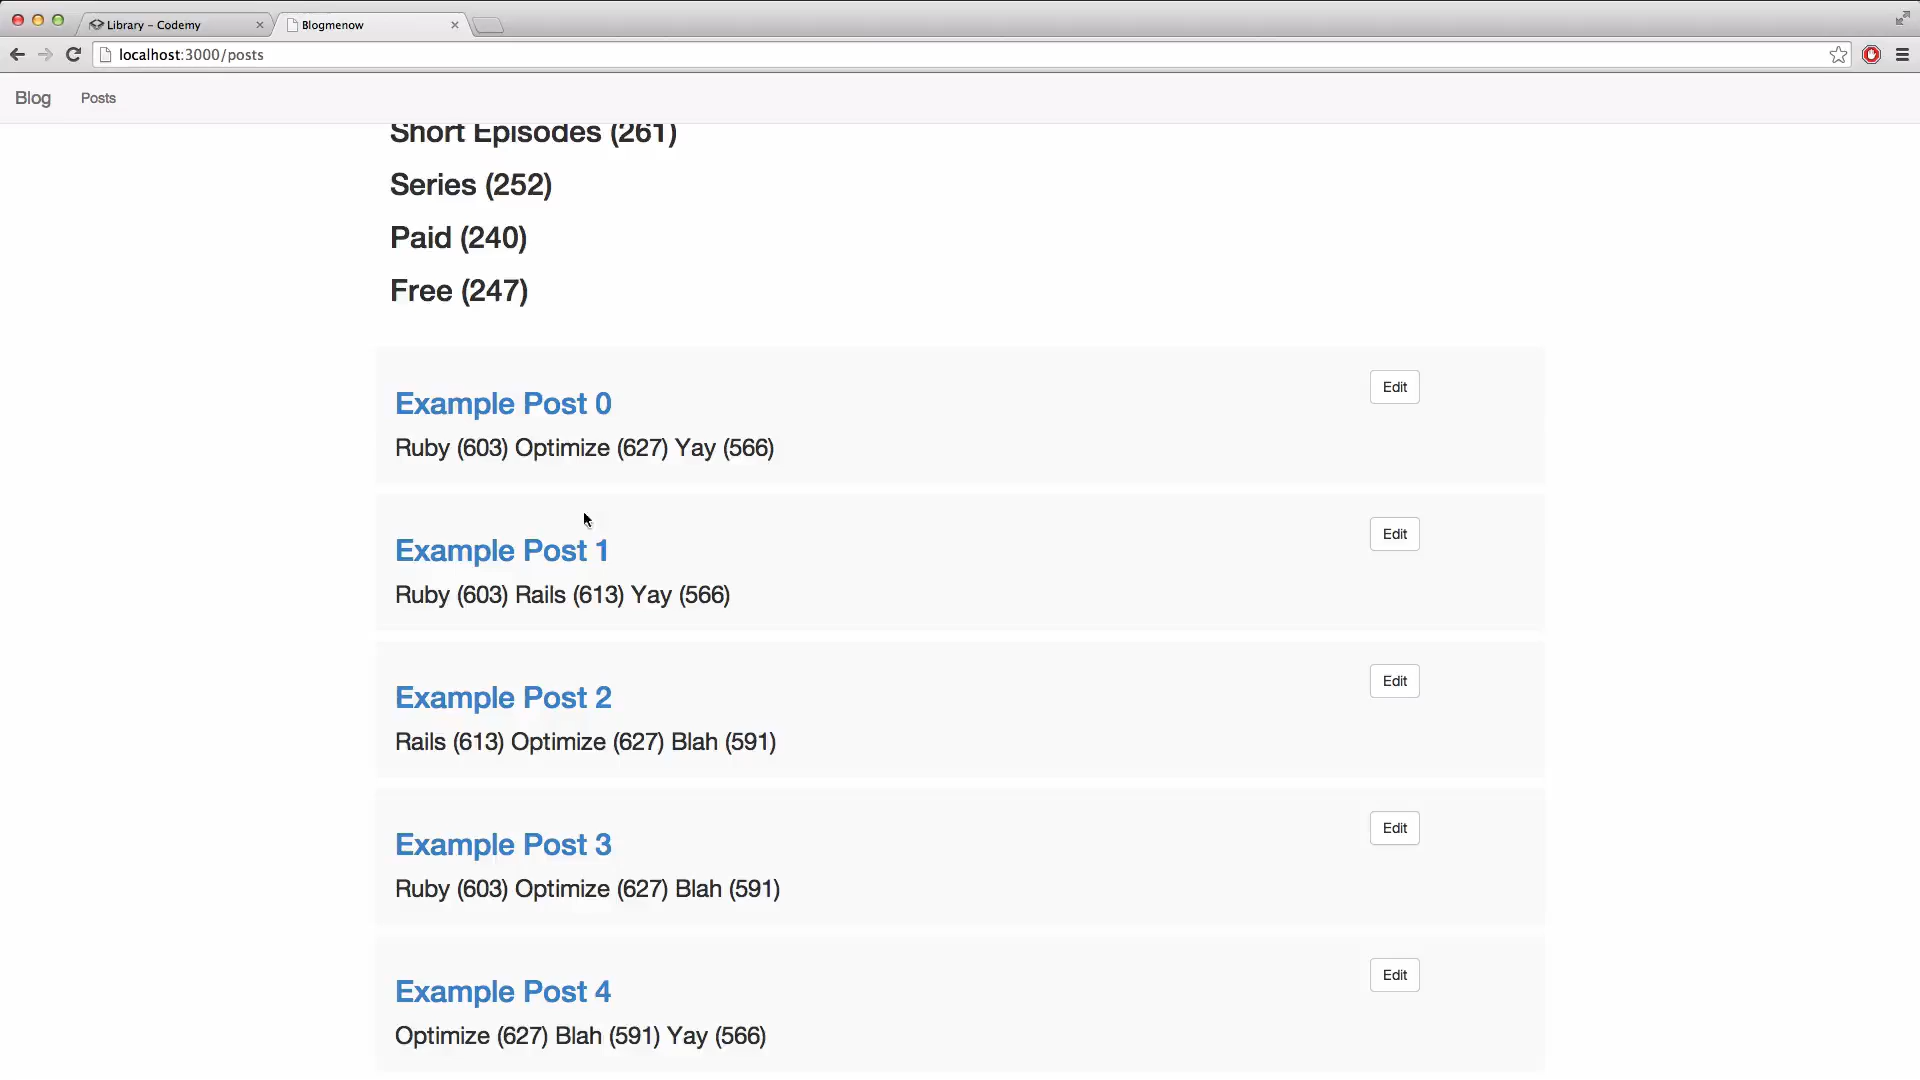 Library – Codemy
Blogmenow
localhost:3000/posts
Blog
Posts
Short Episodes (261)
Series (252)
Paid (240)
Free (247)
Example Post 0
Edit
Ruby (603) Optimize (627) Yay (566)
Example Post 1
Edit
Ruby (603) Rails (613) Yay (566)
Example Post 2
Edit
Rails (613) Optimize (627) Blah (591)
Example Post 3
Edit
Ruby (603) Optimize (627) Blah (591)
Example Post 4
Edit
Optimize (627) Blah (591) Yay (566)